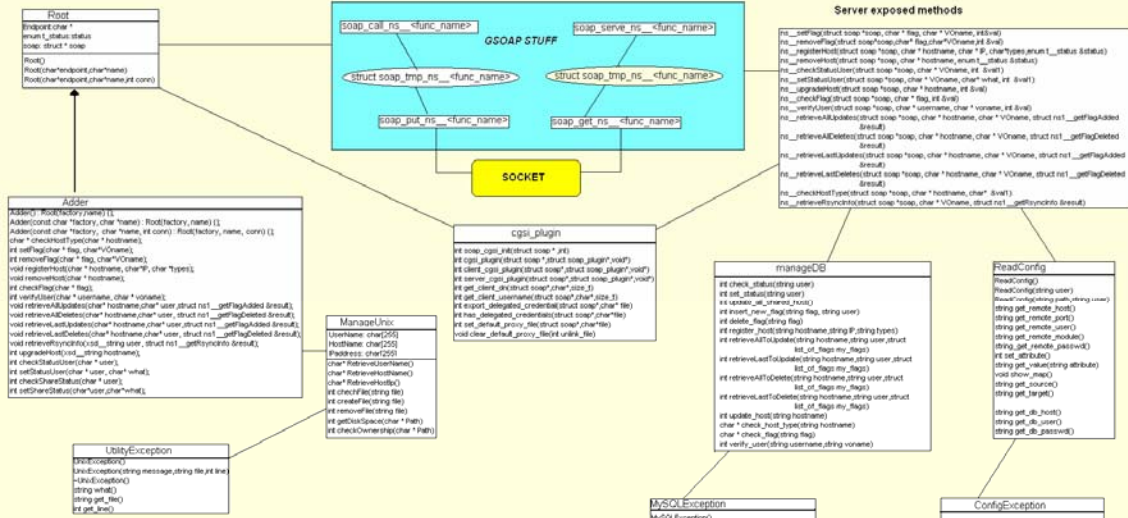 Root
Endpoint:char *
enum t_status:status
soap: struct * soap
Root()
Root(char*endpoint,char*name)
Root(char*endpoint,char*name,int conn)
GSOAP STUFF
soap_call_ns__<func_name>
soap_serve_ns__<func_name>
struct soap_tmp_ns__<func_name>
struct soap_tmp_ns__<func_name>
soap_put_ns__<func_name>
soap_get_ns__<func_name>
SOCKET
Server exposed methods
ns__setFlag(struct soap *soap, char * flag, char * VOname, int&val)
ns__removeFlag(struct soap*soap,char* flag,char*VOname,int &val)
ns__registerHost(struct soap *soap, char * hostname, char * IP, char*types,enum t__status &status)
ns__removeHost(struct soap *soap, char * hostname,enum t__status &status)
ns__checkStatusUser(struct soap *soap, char * VOname, int &val1)
ns__setStatusUser(struct soap *soap, char * VOname, char* what, int &val1)
ns__upgradeHost(struct soap *soap, char * hostname, int &val)
ns__checkFlag(struct soap *soap, char * flag, int &val)
ns__verifyUser(struct soap *soap, char * username, char * voname, int &val)
ns__retrieveAllUpdates(struct soap *soap, char * hostname, char * VOname, struct ns1__getFlagAdded
&result)
ns__retrieveAllDeletes(struct soap *soap, char * hostname, char * VOname, struct ns1__getFlagDeleted
&result)
ns__retrieveLastUpdates(struct soap *soap, char * hostname, char * VOname, struct ns1__getFlagAdded
&result)
ns__retrieveLastDeletes(struct soap *soap, char * hostname, char * VOname, struct ns1__getFlagDeleted
&result)
ns__checkHostType(struct soap *soap, char * hostname, char* &val1)
ns__retrieveRsyncInfo(struct soap *soap, char * VOname, struct ns1__getRsyncInfo &result)
Adder
Adder() : Root(factory,name) {};
Adder(const char *factory, char *name) : Root(factory,name) {};
Adder(const char *factory, char *name, int conn) : Root(factory, name, conn) {};
char * checkHostType(char * hostname);
int setFlag(char * flag, char*VOname);
int removeFlag(char * flag, char*VOname);
void registerHost(char * hostname, char*IP, char *types);
void removeHost(char * hostname);
int checkFlag(char * flag);
int verifyUser(char * username, char * voname);
void retrieveAllUpdates(char* hostname,char* user,struct ns1__getFlagAdded &result);
void retrieveAllDeletes(char* hostname,char* user,struct ns1__getFlagDeleted &result);
void retrieveLastUpdates(char* hostname,char* user,struct ns1__getFlagAdded &result);
void retrieveLastDeletes(char* hostname,char* user,struct ns1__getFlagDeleted &result);
void retrieveRsyncInfo(xsd__string user, struct ns1__getRsyncInfo &result);
int upgradeHost(xsd__string hostname);
int checkStatusUser(char * user);
int setStatusUser(char * user, char* what);
int checkShareStatus(char * user);
int setShareStatus(char*user,char*what);
ManageUnix
UserName: char[255]
HostName: char[255]
IPaddress: char[255]
char* RetrieveUserName()
char* RetrieveHostName()
char* RetrieveHostIp()
int chechFile(string file)
int createFile(string file)
int removeFile(string file)
int getDiskSpace(char * Path)
int checkOwnership(char * Path)
UtilityException
UnixException()
UnixException(string message,string file,int line)
~UnixException()
string what()
string get_file()
int get_line()
cgsi_plugin
int soap_cgsi_init(struct soap * ,int)
int cgsi_plugin(struct soap *,struct soap_plugin*,void*)
int client_cgsi_plugin(struct soap*,struct soap_plugin*,void*)
int server_cgsi_plugin(struct soap*,struct soap_plugin*,void*)
int get_client_dn(struct soap*,char*,size_t)
int get_client_username(struct soap*,char*,size_t)
int export_delegated_credential(struct soap*,char* file)
int has_delegated_credentials(struct soap*,char*file)
int set_default_proxy_file(struct soap*,char*file)
void clear_default_proxy_file(int unlink_file)
manageDB
int check_status(string user)
int set_status(string user)
int update_all_shared_host()
int insert_new_flag(string flag, string user)
int delete_flag(string flag)
int register_host(string hostname,string IP,string types)
int retrieveAllToUpdate(string hostname,string user,struct
list_of_flags my_flags)
int retrieveLastToUpdate(string hostname,string user,struct
list_of_flags my_flags)
int retrieveAllToDelete(string hostname,string user,struct
list_of_flags my_flags)
int retrieveLastToDelete(string hostname,string user,struct
list_of_flags my_flags)
int update_host(string hostname)
char * check_host_type(string hostname)
char * check_flag(string flag)
int verify_user(string username,string voname)
ReadConfig
ReadConfig()
ReadConfig(string user)
ReadConfig(string path,string user)
string get_remote_host()
string get_remote_port()
string get_remote_user()
string get_remote_module()
string get_remote_passwd()
int set_attribute()
string get_value(string attribute)
void show_map()
string get_source()
string get_target()
string get_db_host()
string get_db_user()
string get_db_passwd()
MySQLException
MySQLException()
ConfigException